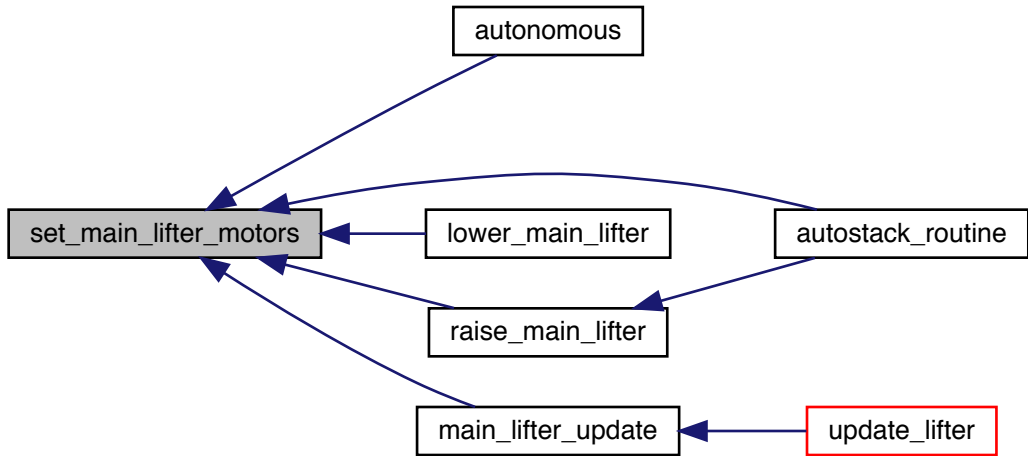 autonomous
set_main_lifter_motors
lower_main_lifter
autostack_routine
raise_main_lifter
main_lifter_update
update_lifter